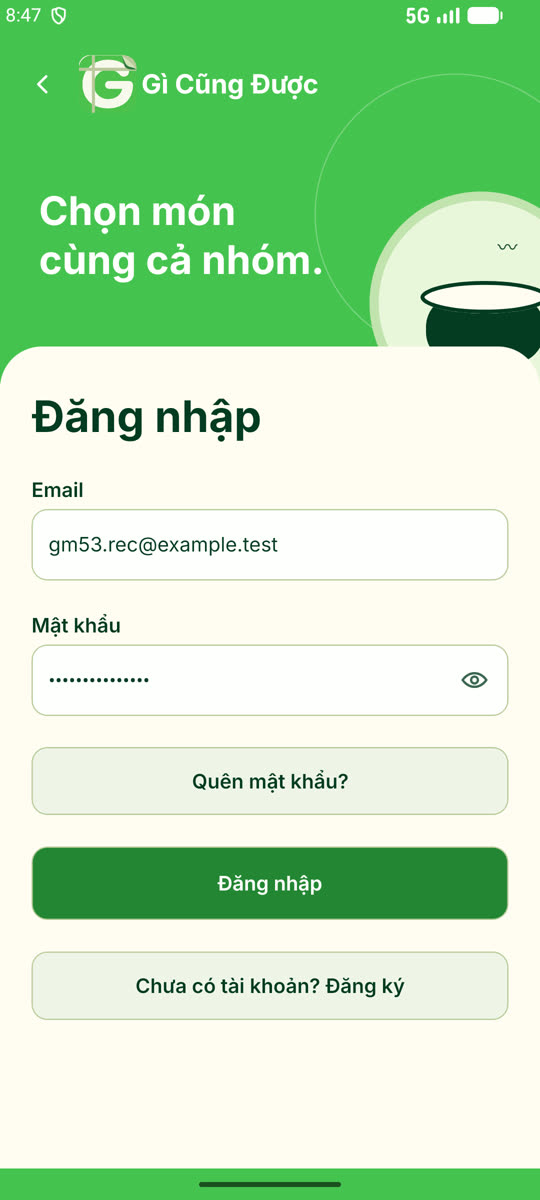 8:47
5G
Gì Cũng Được
Chọn món
cùng cả nhóm.
Đăng nhập
Email
gm53.rec@example.test
Mật khẩu
•••••••••••••••
Quên mật khẩu?
Đăng nhập
Chưa có tài khoản? Đăng ký